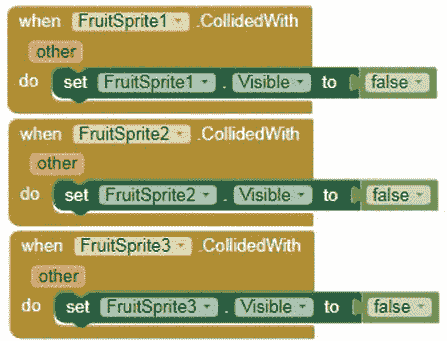 when FruitSprite1 .CollidedWith
other
do set FruitSprite1 . Visible to false
when FruitSprite2 .CollidedWith
other
do set FruitSprite2 . Visible to false
when FruitSprite3 .CollidedWith
other
do set FruitSprite3 . Visible to false